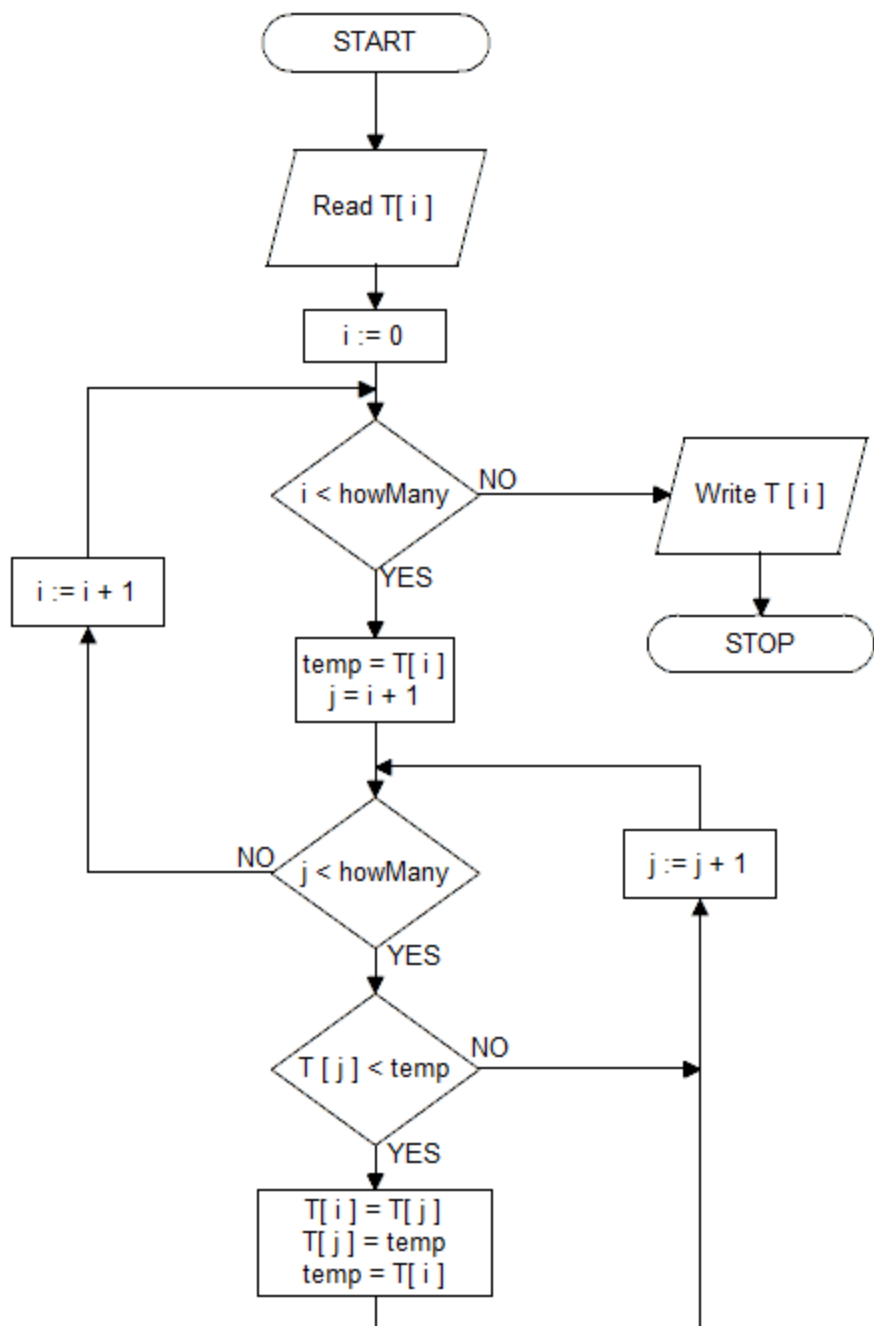 START
Read T[ i ]
i := 0
i < howMany
NO
Write T [ i ]
YES
i := i + 1
STOP
temp = T[ i ]
j = i + 1
NO
j < howMany
j := j + 1
YES
T [ j ] < temp
NO
YES
T[ i ] = T[ j ]
T[ j ] = temp
temp = T[ i ]